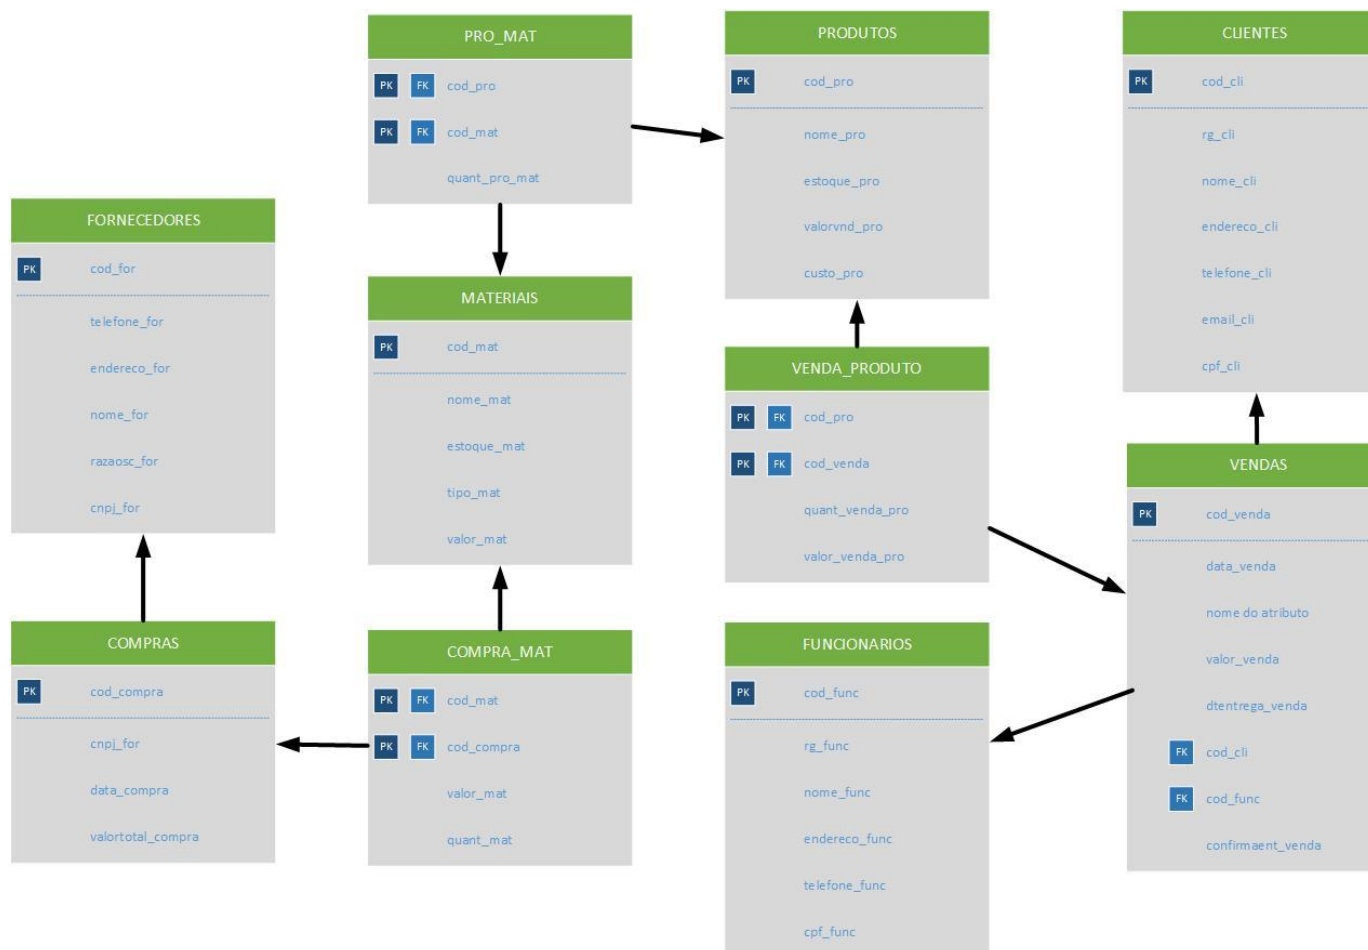 PRO_MAT
PK FK cod_pro
PK FK cod_mat
quant_pro_mat
PRODUTOS
PK cod_pro
nome_pro
estoque_pro
valorvnd_pro
custo_pro
CLIENTES
PK cod_cli
rg_cli
nome_cli
endereco_cli
telefone_cli
email_cli
cpf_cli
FORNECEDORES
PK cod_for
telefone_for
endereco_for
nome_for
razaosc_for
cnpj_for
MATERIAIS
PK cod_mat
nome_mat
estoque_mat
tipo_mat
valor_mat
VENDA_PRODUTO
PK FK cod_pro
PK FK cod_venda
quant_venda_pro
valor_venda_pro
VENDAS
PK cod_venda
data_venda
nome do atributo
valor_venda
dtentrega_venda
FK cod_cli
FK cod_func
confirmaent_venda
COMPRAS
PK cod_compra
cnpj_for
data_compra
valortotal_compra
COMPRA_MAT
PK FK cod_mat
PK FK cod_compra
valor_mat
quant_mat
FUNCIONARIOS
PK cod_func
rg_func
nome_func
endereco_func
telefone_func
cpf_func